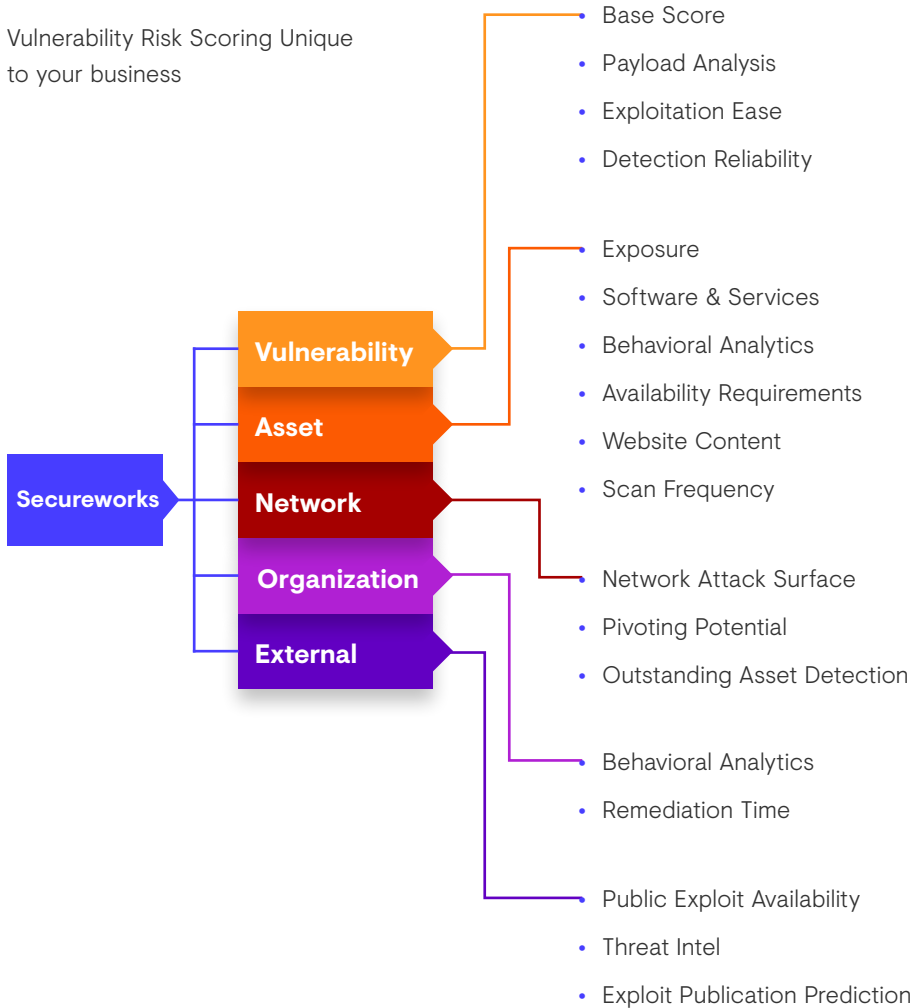 Vulnerability Risk Scoring Unique
to your business
Secureworks
Vulnerability
Asset
Network
Organization
External
Base Score
Payload Analysis
Exploitation Ease
Detection Reliability
Exposure
Software & Services
Behavioral Analytics
Availability Requirements
Website Content
Scan Frequency
Network Attack Surface
Pivoting Potential
Outstanding Asset Detection
Behavioral Analytics
Remediation Time
Public Exploit Availability
Threat Intel
Exploit Publication Prediction